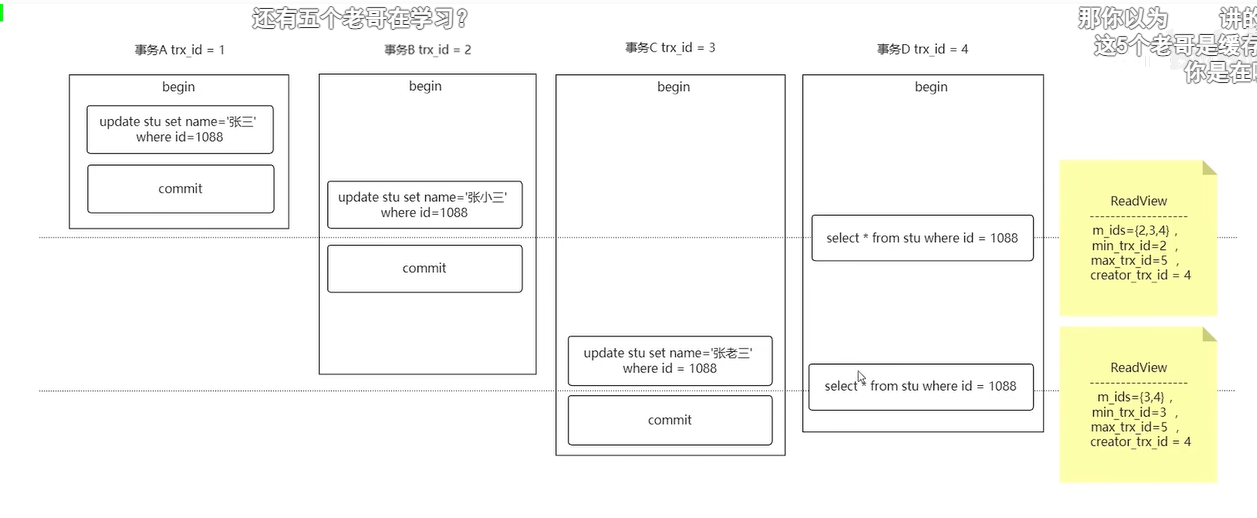 还有五个老哥在学习？
那你以为
讲的
这5个老哥是缓存
你是在
事务A trx_id = 1
事务B trx_id = 2
事务C trx_id = 3
事务D trx_id = 4
begin
update stu set name='张三'
where id=1088
commit
begin
update stu set name='张小三'
where id=1088
commit
begin
update stu set name='张老三'
where id = 1088
commit
begin
select * from stu where id = 1088
select * from stu where id = 1088
ReadView
------------------
m_ids={2,3,4} ,
min_trx_id=2 ,
max_trx_id=5 ,
creator_trx_id = 4
ReadView
------------------
m_ids={3,4} ,
min_trx_id=3 ,
max_trx_id=5 ,
creator_trx_id = 4